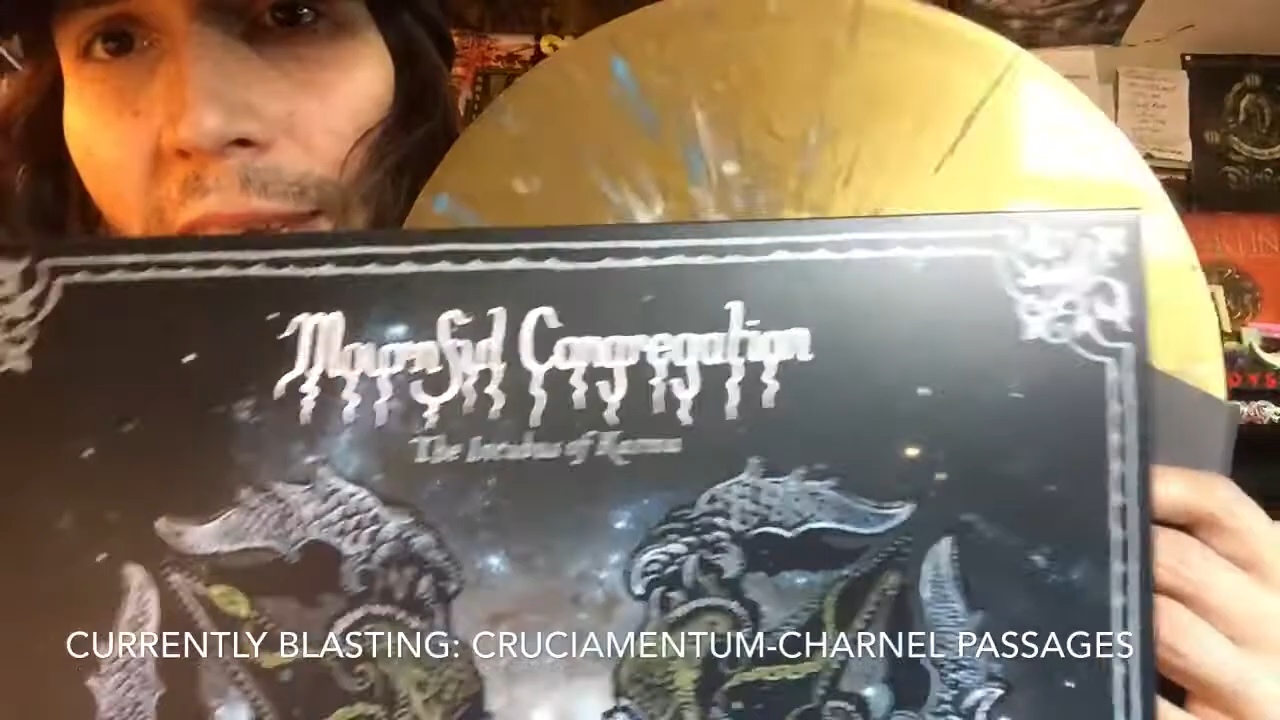 Mournful Congregation
The Incubus of Karma
CURRENTLY BLASTING: CRUCIAMENTUM-CHARNEL PASSAGES